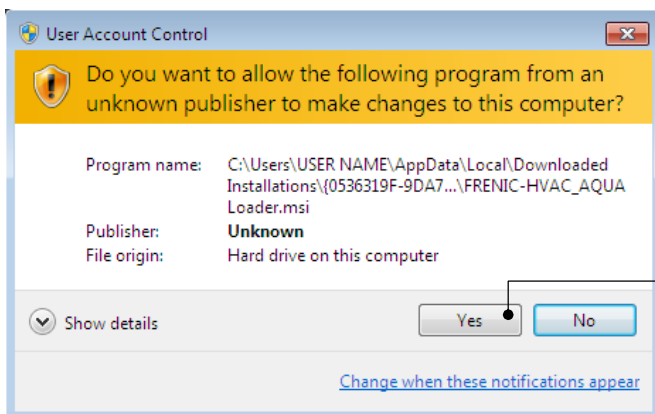 User Account Control
Do you want to allow the following program from an
unknown publisher to make changes to this computer?
Program name: C:\Users\USER NAME\AppData\Local\Downloaded
Installations\{0536319F-9DA7...\FRENIC-HVAC_AQUA
Loader.msi
Publisher: Unknown
File origin: Hard drive on this computer
Show details Yes No
Change when these notifications appear